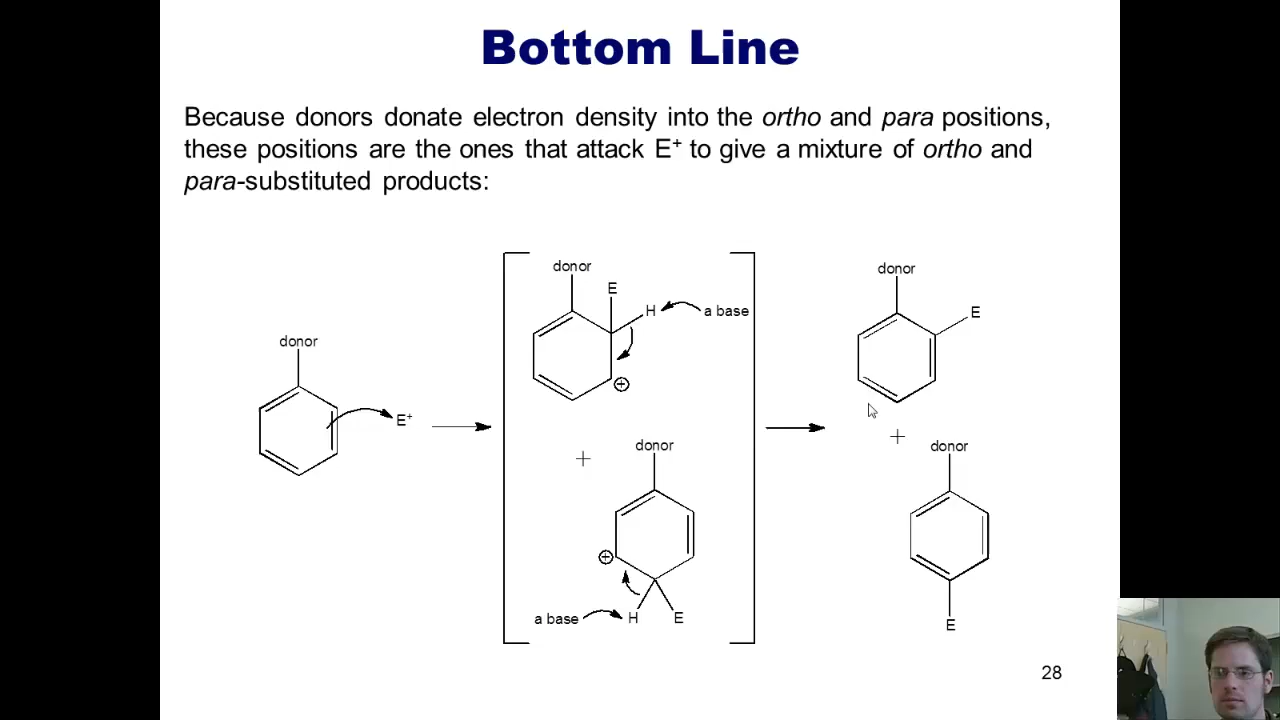 Bottom Line
Because donors donate electron density into the ortho and para positions,
these positions are the ones that attack E⁺ to give a mixture of ortho and
para-substituted products:
donor
E⁺
donor
E
H
a base
+
+
donor
+
a base
H
E
donor
E
+
donor
E
28